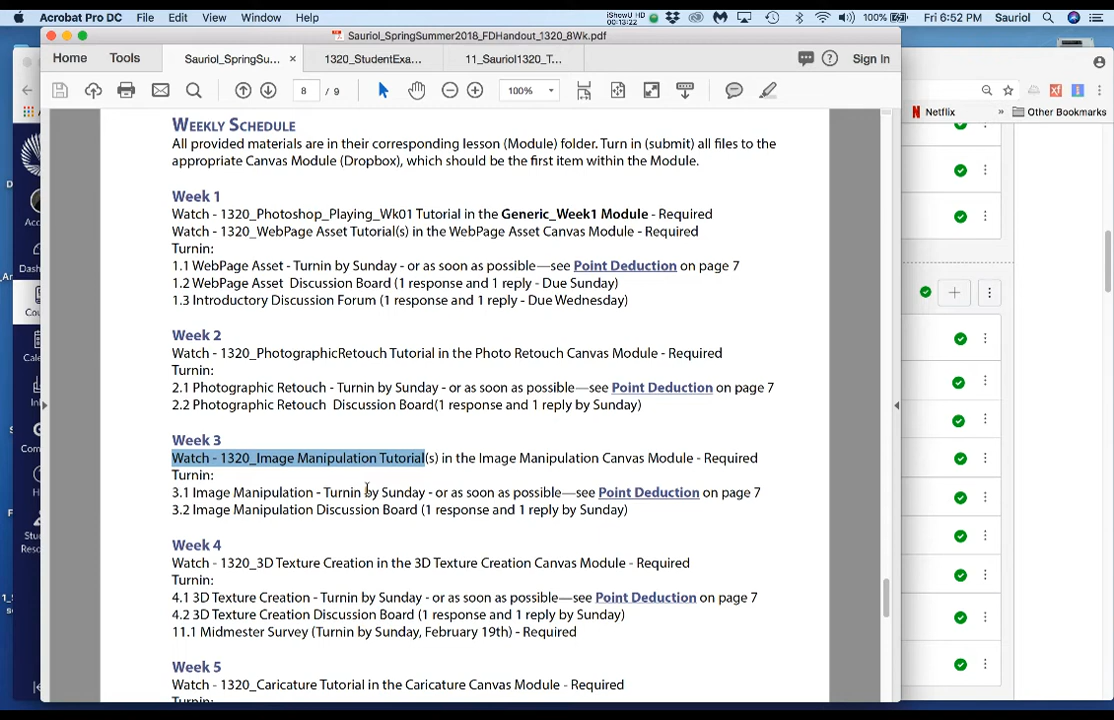 Acrobat Pro DC File Edit View Window Help iShowU HD 00:13:22 100% Fri 6:52 PM Sauriol
Sauriol_SpringSummer2018_FDHandout_1320_8Wk.pdf
Home Tools Sauriol_SpringSu... × 1320_StudentExa... 11_Sauriol1320_T... Sign In
8 / 9 100%
Netflix » Other Bookmarks
WEEKLY SCHEDULE
All provided materials are in their corresponding lesson (Module) folder. Turn in (submit) all files to the
appropriate Canvas Module (Dropbox), which should be the first item within the Module.
Week 1
Watch - 1320_Photoshop_Playing_Wk01 Tutorial in the Generic_Week1 Module - Required
Watch - 1320_WebPage Asset Tutorial(s) in the WebPage Asset Canvas Module - Required
Turnin:
1.1 WebPage Asset - Turnin by Sunday - or as soon as possible—see Point Deduction on page 7
1.2 WebPage Asset Discussion Board (1 response and 1 reply - Due Sunday)
1.3 Introductory Discussion Forum (1 response and 1 reply - Due Wednesday)
Week 2
Watch - 1320_PhotographicRetouch Tutorial in the Photo Retouch Canvas Module - Required
Turnin:
2.1 Photographic Retouch - Turnin by Sunday - or as soon as possible—see Point Deduction on page 7
2.2 Photographic Retouch Discussion Board(1 response and 1 reply by Sunday)
Week 3
Watch - 1320_Image Manipulation Tutorial(s) in the Image Manipulation Canvas Module - Required
Turnin:
3.1 Image Manipulation - Turnin by Sunday - or as soon as possible—see Point Deduction on page 7
3.2 Image Manipulation Discussion Board (1 response and 1 reply by Sunday)
Week 4
Watch - 1320_3D Texture Creation in the 3D Texture Creation Canvas Module - Required
Turnin:
4.1 3D Texture Creation - Turnin by Sunday - or as soon as possible—see Point Deduction on page 7
4.2 3D Texture Creation Discussion Board (1 response and 1 reply by Sunday)
11.1 Midmester Survey (Turnin by Sunday, February 19th) - Required
Week 5
Watch - 1320_Caricature Tutorial in the Caricature Canvas Module - Required
Turnin: